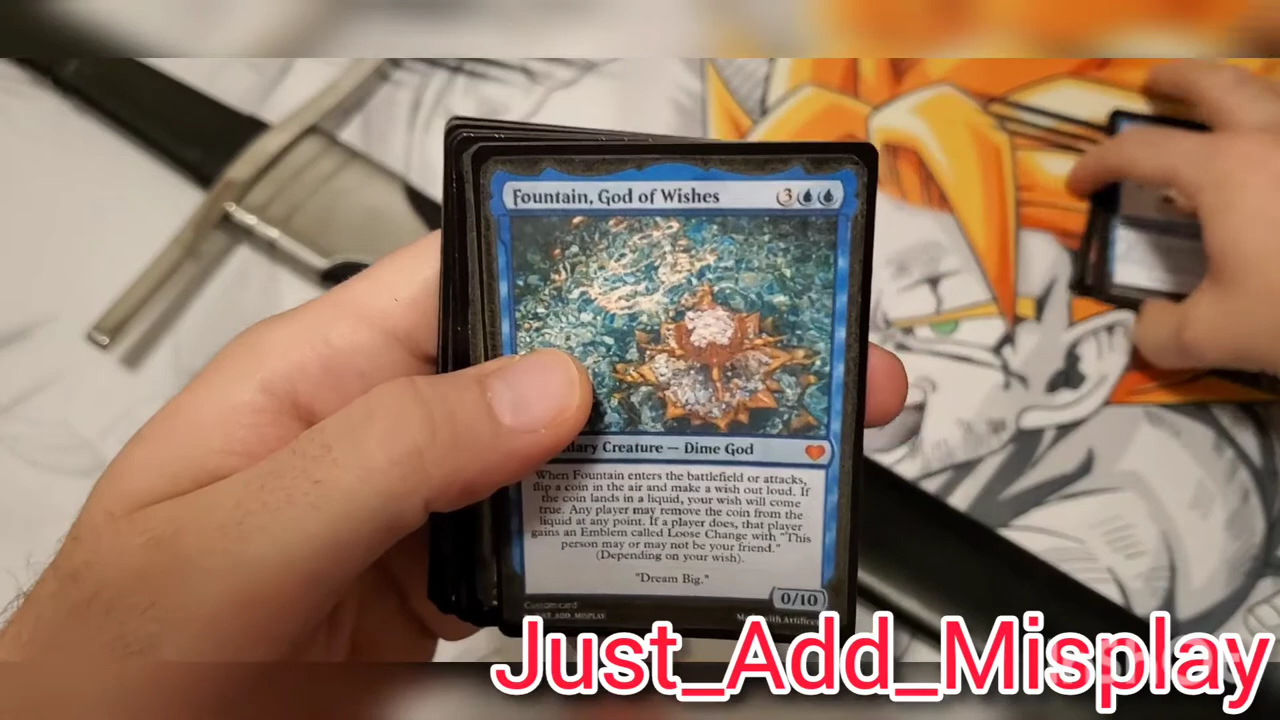 Fountain, God of Wishes 3
Creature — Dime God
When Fountain enters the battlefield or attacks,
flip a coin in the air and make a wish out loud. If
the coin lands in a liquid, your wish will come
true. Any player may remove the coin from the
liquid at any point. If a player does, that player
gains an Emblem called Loose Change with "This
person may or may not be your friend."
(Depending on your wish).
"Dream Big."
0/10
Custom card
JUST_ADD_MISPLAY
Just_Add_Misplay